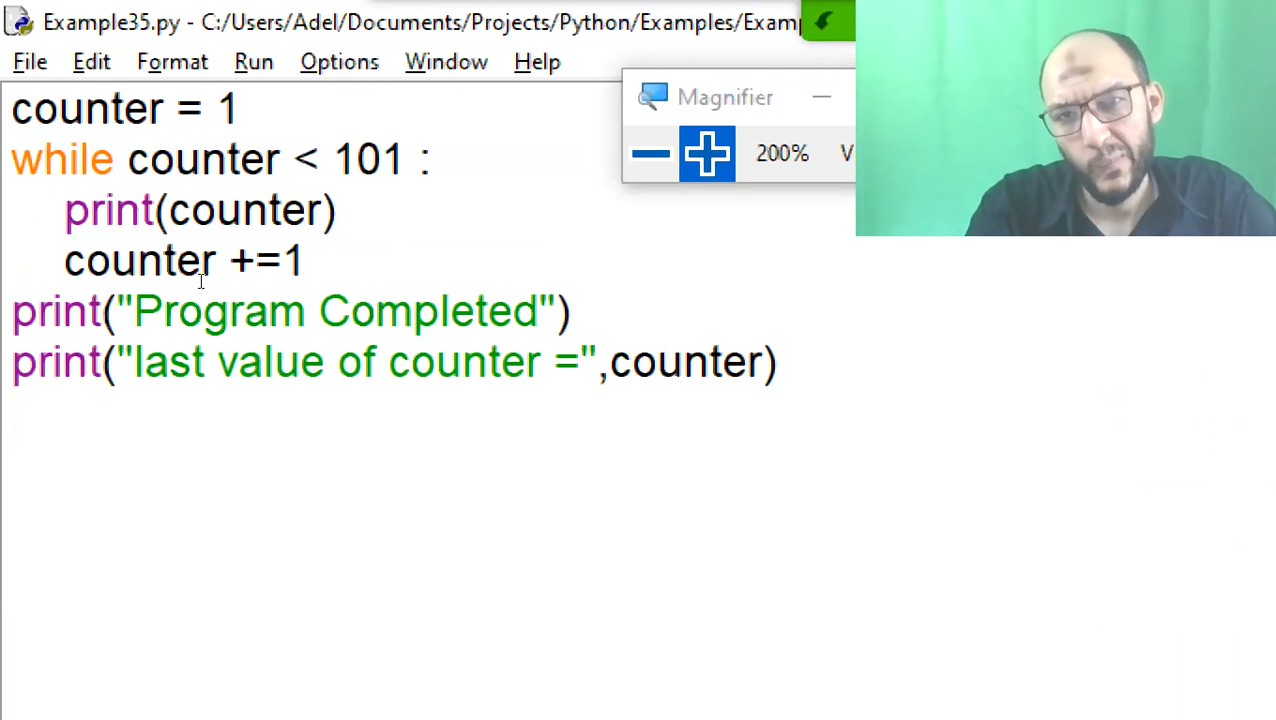 Example35.py - C:/Users/Adel/Documents/Projects/Python/Examples/Examp
File Edit Format Run Options Window Help
Magnifier
200% V
counter = 1
while counter < 101 :
    print(counter)
    counter +=1
print("Program Completed")
print("last value of counter =",counter)